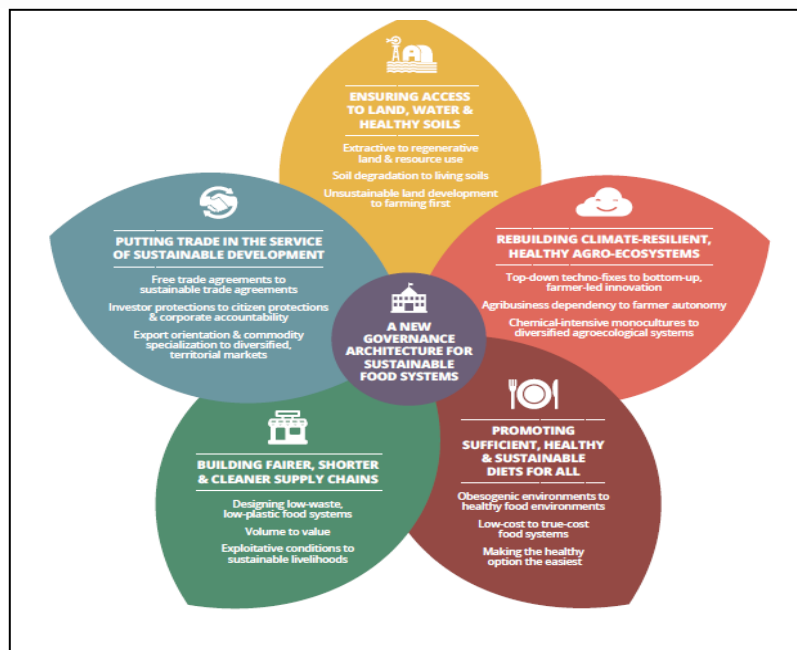 ENSURING ACCESS
TO LAND, WATER &
HEALTHY SOILS
Extractive to regenerative
land & resource use
Soil degradation to living soils
Unsustainable land development
to farming first
PUTTING TRADE IN THE SERVICE
OF SUSTAINABLE DEVELOPMENT
Free trade agreements to
sustainable trade agreements
Investor protections to citizen protections
& corporate accountability
Export orientation & commodity
specialization to diversified,
territorial markets
REBUILDING CLIMATE-RESILIENT,
HEALTHY AGRO-ECOSYSTEMS
Top-down techno-fixes to bottom-up,
farmer-led innovation
Agribusiness dependency to farmer autonomy
Chemical-intensive monocultures to
diversified agroecological systems
A NEW
GOVERNANCE
ARCHITECTURE FOR
SUSTAINABLE
FOOD SYSTEMS
BUILDING FAIRER, SHORTER
& CLEANER SUPPLY CHAINS
Designing low-waste,
low-plastic food systems
Volume to value
Exploitative conditions to
sustainable livelihoods
PROMOTING
SUFFICIENT, HEALTHY
& SUSTAINABLE
DIETS FOR ALL
Obesogenic environments to
healthy food environments
Low-cost to true-cost
food systems
Making the healthy
option the easiest